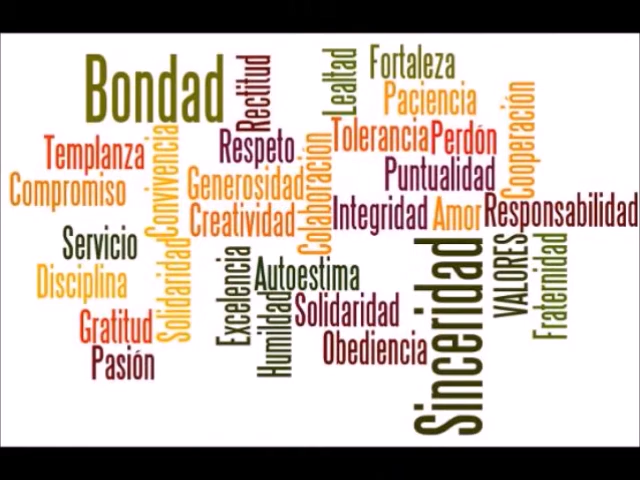 Bondad
Rectitud
Lealtad
Fortaleza
Paciencia
Cooperación
Templanza
Convivencia
Respeto
Colaboración
Tolerancia
Perdón
Compromiso
Generosidad
Puntualidad
Creatividad
Integridad
Amor
Responsabilidad
Servicio
Solidaridad
Excelencia
Autoestima
Sinceridad
VALORES
Fraternidad
Disciplina
Humildad
Solidaridad
Gratitud
Obediencia
Pasión